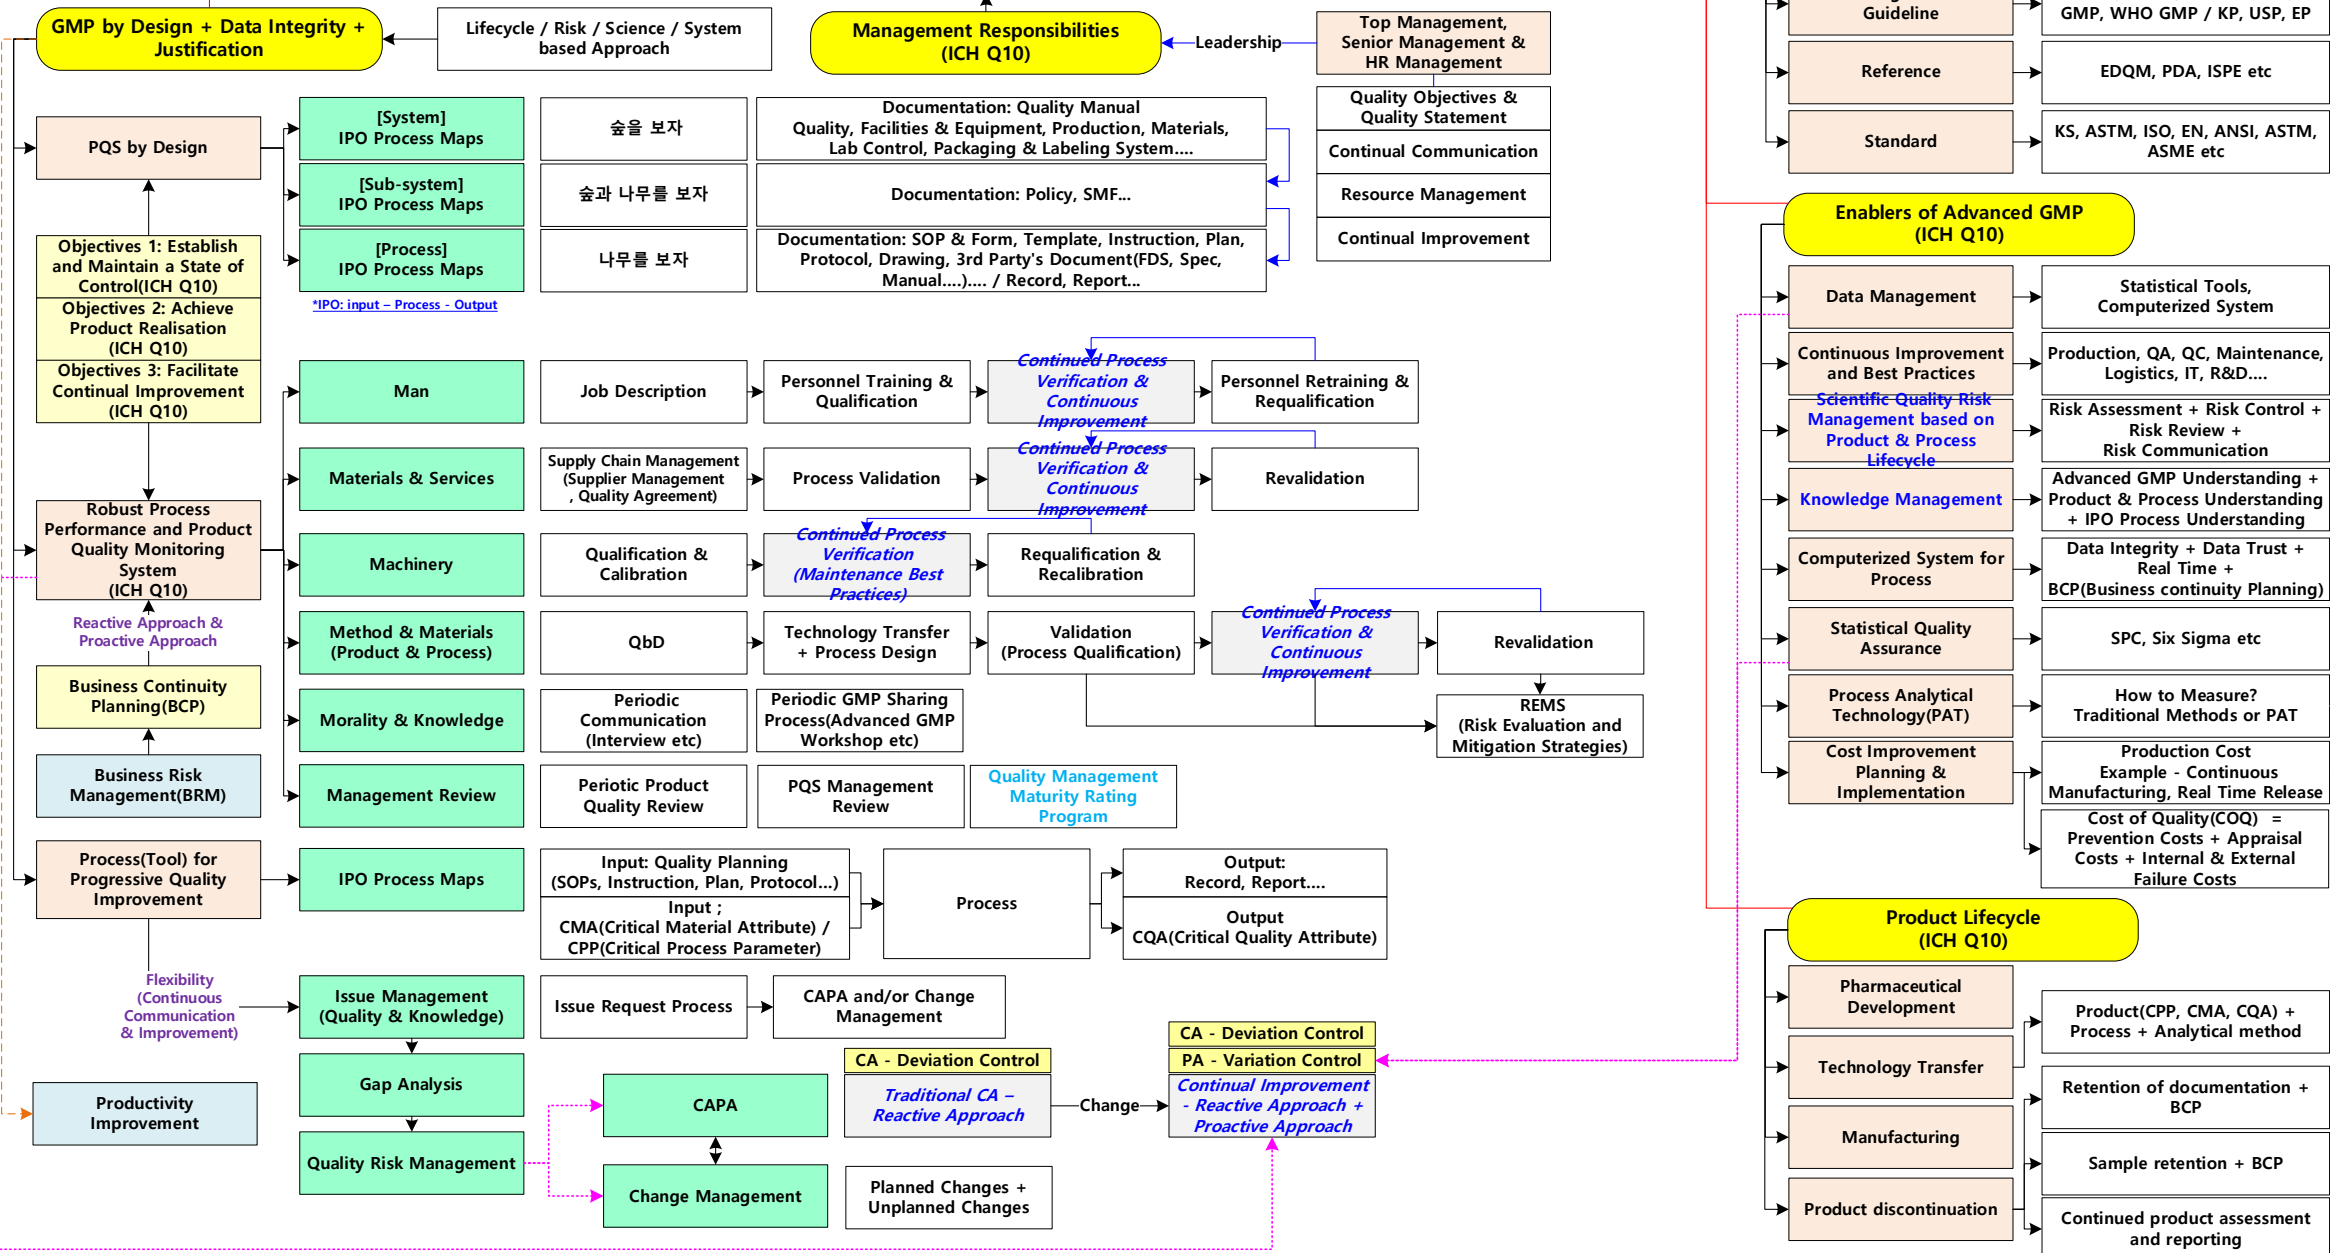 GMP by Design + Data Integrity +
Justification
Lifecycle / Risk / Science / System
based Approach
Management Responsibilities
(ICH Q10)
Leadership
Top Management,
Senior Management &
HR Management
Quality Objectives &
Quality Statement
Continual Communication
Resource Management
Continual Improvement
PQS by Design
[System]
IPO Process Maps
숲을 보자
Documentation: Quality Manual
Quality, Facilities & Equipment, Production, Materials,
Lab Control, Packaging & Labeling System....
[Sub-system]
IPO Process Maps
숲과 나무를 보자
Documentation: Policy, SMF...
[Process]
IPO Process Maps
나무를 보자
Documentation: SOP & Form, Template, Instruction, Plan,
Protocol, Drawing, 3rd Party's Document(FDS, Spec,
Manual....).... / Record, Report...
*IPO: input – Process - Output
Objectives 1: Establish
and Maintain a State of
Control(ICH Q10)
Objectives 2: Achieve
Product Realisation
(ICH Q10)
Objectives 3: Facilitate
Continual Improvement
(ICH Q10)
Robust Process
Performance and Product
Quality Monitoring
System
(ICH Q10)
Reactive Approach &
Proactive Approach
Business Continuity
Planning(BCP)
Business Risk
Management(BRM)
Man
Job Description
Personnel Training &
Qualification
Continued Process
Verification &
Continuous
Improvement
Personnel Retraining &
Requalification
Materials & Services
Supply Chain Management
(Supplier Management
, Quality Agreement)
Process Validation
Continued Process
Verification &
Continuous
Improvement
Revalidation
Machinery
Qualification &
Calibration
Continued Process
Verification
(Maintenance Best
Practices)
Requalification &
Recalibration
Method & Materials
(Product & Process)
QbD
Technology Transfer
+ Process Design
Validation
(Process Qualification)
Continued Process
Verification &
Continuous
Improvement
Revalidation
Morality & Knowledge
Periodic
Communication
(Interview etc)
Periodic GMP Sharing
Process(Advanced GMP
Workshop etc)
REMS
(Risk Evaluation and
Mitigation Strategies)
Management Review
Periotic Product
Quality Review
PQS Management
Review
Quality Management
Maturity Rating
Program
Process(Tool) for
Progressive Quality
Improvement
IPO Process Maps
Input: Quality Planning
(SOPs, Instruction, Plan, Protocol...)
Input ;
CMA(Critical Material Attribute) /
CPP(Critical Process Parameter)
Process
Output:
Record, Report....
Output
CQA(Critical Quality Attribute)
Flexibility
(Continuous
Communication
& Improvement)
Issue Management
(Quality & Knowledge)
Issue Request Process
CAPA and/or Change
Management
Gap Analysis
Quality Risk Management
Productivity
Improvement
CAPA
Change Management
CA - Deviation Control
Traditional CA –
Reactive Approach
Change
CA - Deviation Control
PA - Variation Control
Continual Improvement
- Reactive Approach +
Proactive Approach
Planned Changes +
Unplanned Changes
Guideline
GMP, WHO GMP / KP, USP, EP
Reference
EDQM, PDA, ISPE etc
Standard
KS, ASTM, ISO, EN, ANSI, ASTM,
ASME etc
Enablers of Advanced GMP
(ICH Q10)
Data Management
Statistical Tools,
Computerized System
Continuous Improvement
and Best Practices
Production, QA, QC, Maintenance,
Logistics, IT, R&D....
Scientific Quality Risk
Management based on
Product & Process
Lifecycle
Risk Assessment + Risk Control +
Risk Review +
Risk Communication
Knowledge Management
Advanced GMP Understanding +
Product & Process Understanding
+ IPO Process Understanding
Computerized System for
Process
Data Integrity + Data Trust +
Real Time +
BCP(Business continuity Planning)
Statistical Quality
Assurance
SPC, Six Sigma etc
Process Analytical
Technology(PAT)
How to Measure?
Traditional Methods or PAT
Cost Improvement
Planning &
Implementation
Production Cost
Example - Continuous
Manufacturing, Real Time Release
Cost of Quality(COQ) =
Prevention Costs + Appraisal
Costs + Internal & External
Failure Costs
Product Lifecycle
(ICH Q10)
Pharmaceutical
Development
Technology Transfer
Product(CPP, CMA, CQA) +
Process + Analytical method
Manufacturing
Product discontinuation
Retention of documentation +
BCP
Sample retention + BCP
Continued product assessment
and reporting